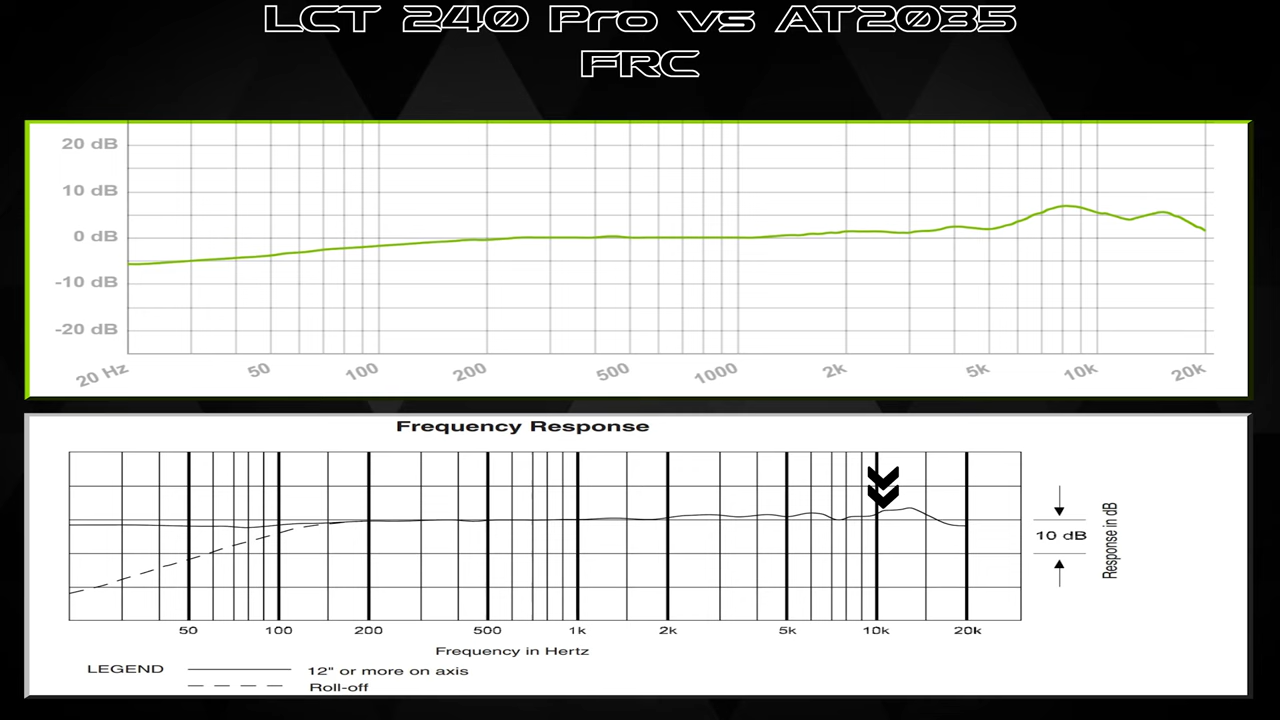 LCT 240 Pro vs AT2035
FRC
20 dB
10 dB
0 dB
-10 dB
-20 dB
20 Hz 50 100 200 500 1000 2k 5k 10k 20k
Frequency Response
10 dB
Response in dB
50 100 200 500 1k 2k 5k 10k 20k
Frequency in Hertz
LEGEND 12" or more on axis
Roll-off